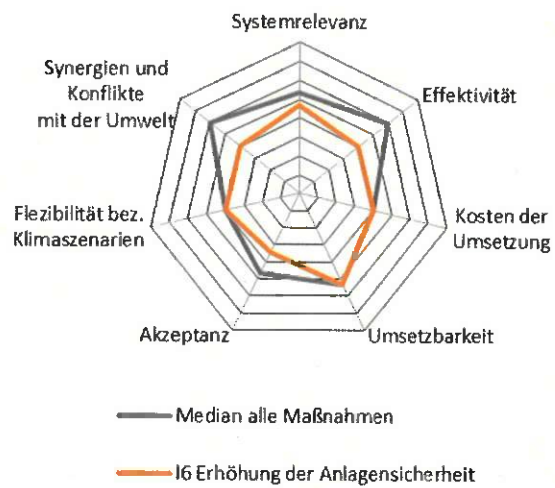 Systemrelevanz
Synergien und
Konflikte
mit der Umwelt
Effektivität
Flezibilität bez.
Klimaszenarien
Kosten der
Umsetzung
Akzeptanz
Umsetzbarkeit
Median alle Maßnahmen
I6 Erhöhung der Anlagensicherheit